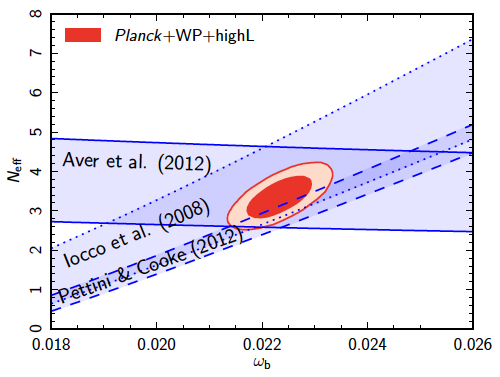 8
Planck+WP+highL
7
6
5
Aver et al. (2012)
4
N_eff
3
Iocco et al. (2008)
2
Pettini & Cooke (2012)
1
0
0.018 0.020 0.022 0.024 0.026
ω_b